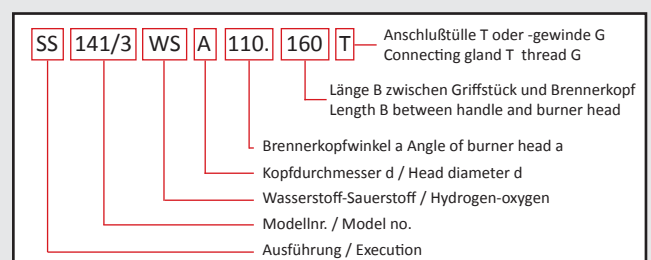 SS 141/3 WS A 110. 160 T
Anschlußtülle T oder -gewinde G
Connecting gland T thread G
Länge B zwischen Griffstück und Brennerkopf
Length B between handle and burner head
Brennerkopfwinkel a Angle of burner head a
Kopfdurchmesser d / Head diameter d
Wasserstoff-Sauerstoff / Hydrogen-oxygen
Modellnr. / Model no.
Ausführung / Execution